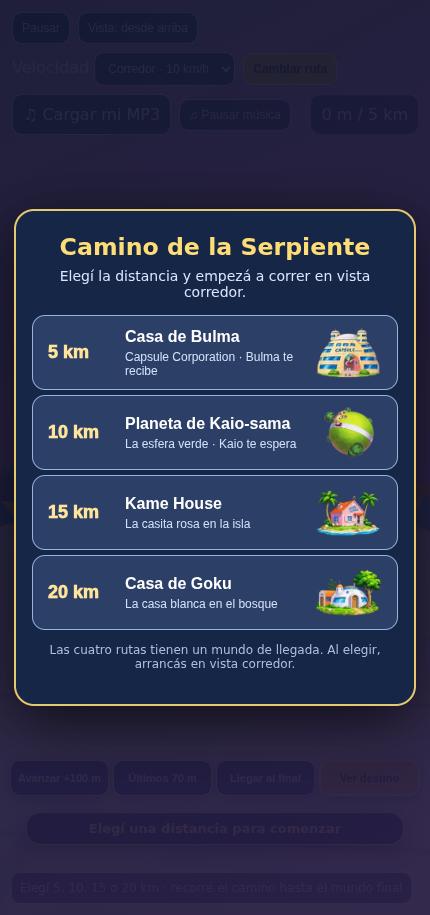 Pausar
Vista: desde arriba
Velocidad
Corredor · 10 km/h
Cambiar ruta
♫ Cargar mi MP3
♫ Pausar música
0 m / 5 km
Camino de la Serpiente
Elegí la distancia y empezá a correr en vista
corredor.
5 km
Casa de Bulma
Capsule Corporation · Bulma te
recibe
CAPSULE
10 km
Planeta de Kaio-sama
La esfera verde · Kaio te espera
15 km
Kame House
La casita rosa en la isla
20 km
Casa de Goku
La casa blanca en el bosque
Las cuatro rutas tienen un mundo de llegada. Al elegir,
arrancás en vista corredor.
Avanzar +100 m
Últimos 70 m
Llegar al final
Ver destino
Elegí una distancia para comenzar
Elegí 5, 10, 15 o 20 km · recorré el camino hasta el mundo final